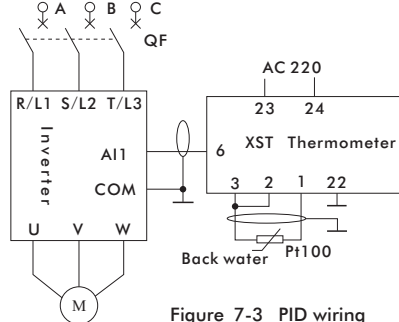 A B C
QF
AC 220
R/L1 S/L2 T/L3
23 24
Inverter
AI1
6
XST Thermometer
COM
3 2 1 22
U V W
Back water
Pt100
M
Figure 7-3 PID wiring